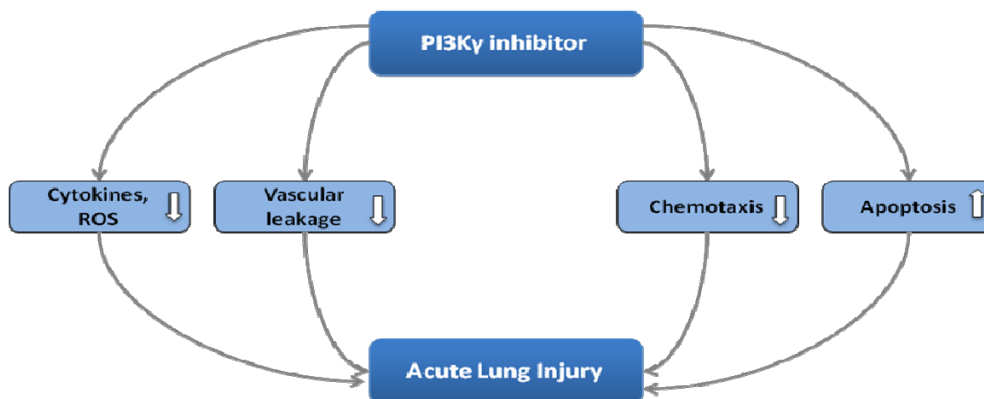 PI3Kγ inhibitor
Cytokines,
ROS
Vascular
leakage
Chemotaxis
Apoptosis
Acute Lung Injury